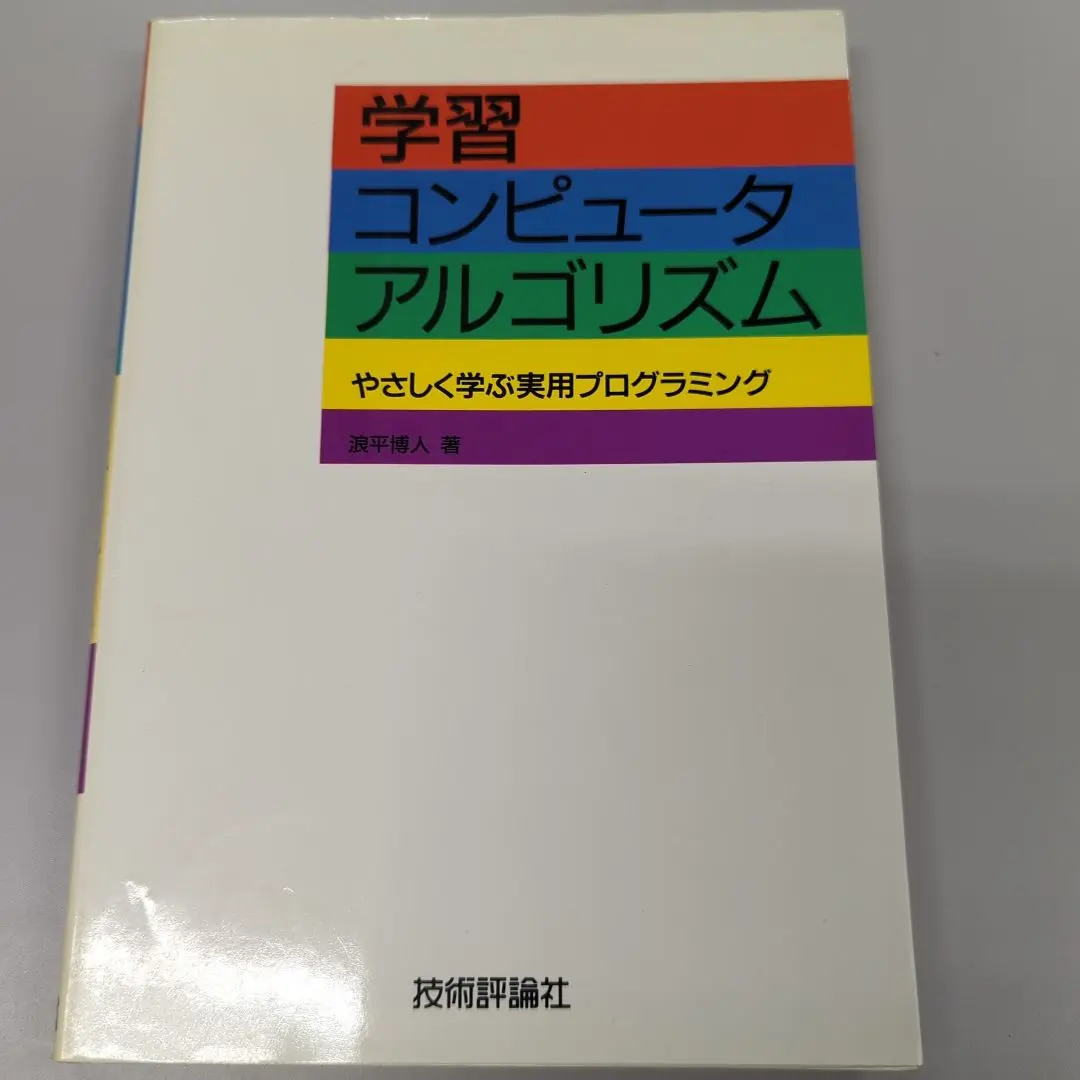 学習
コンピュータ
アルゴリズム
やさしく学ぶ実用プログラミング
浪平博人 著
技術評論社